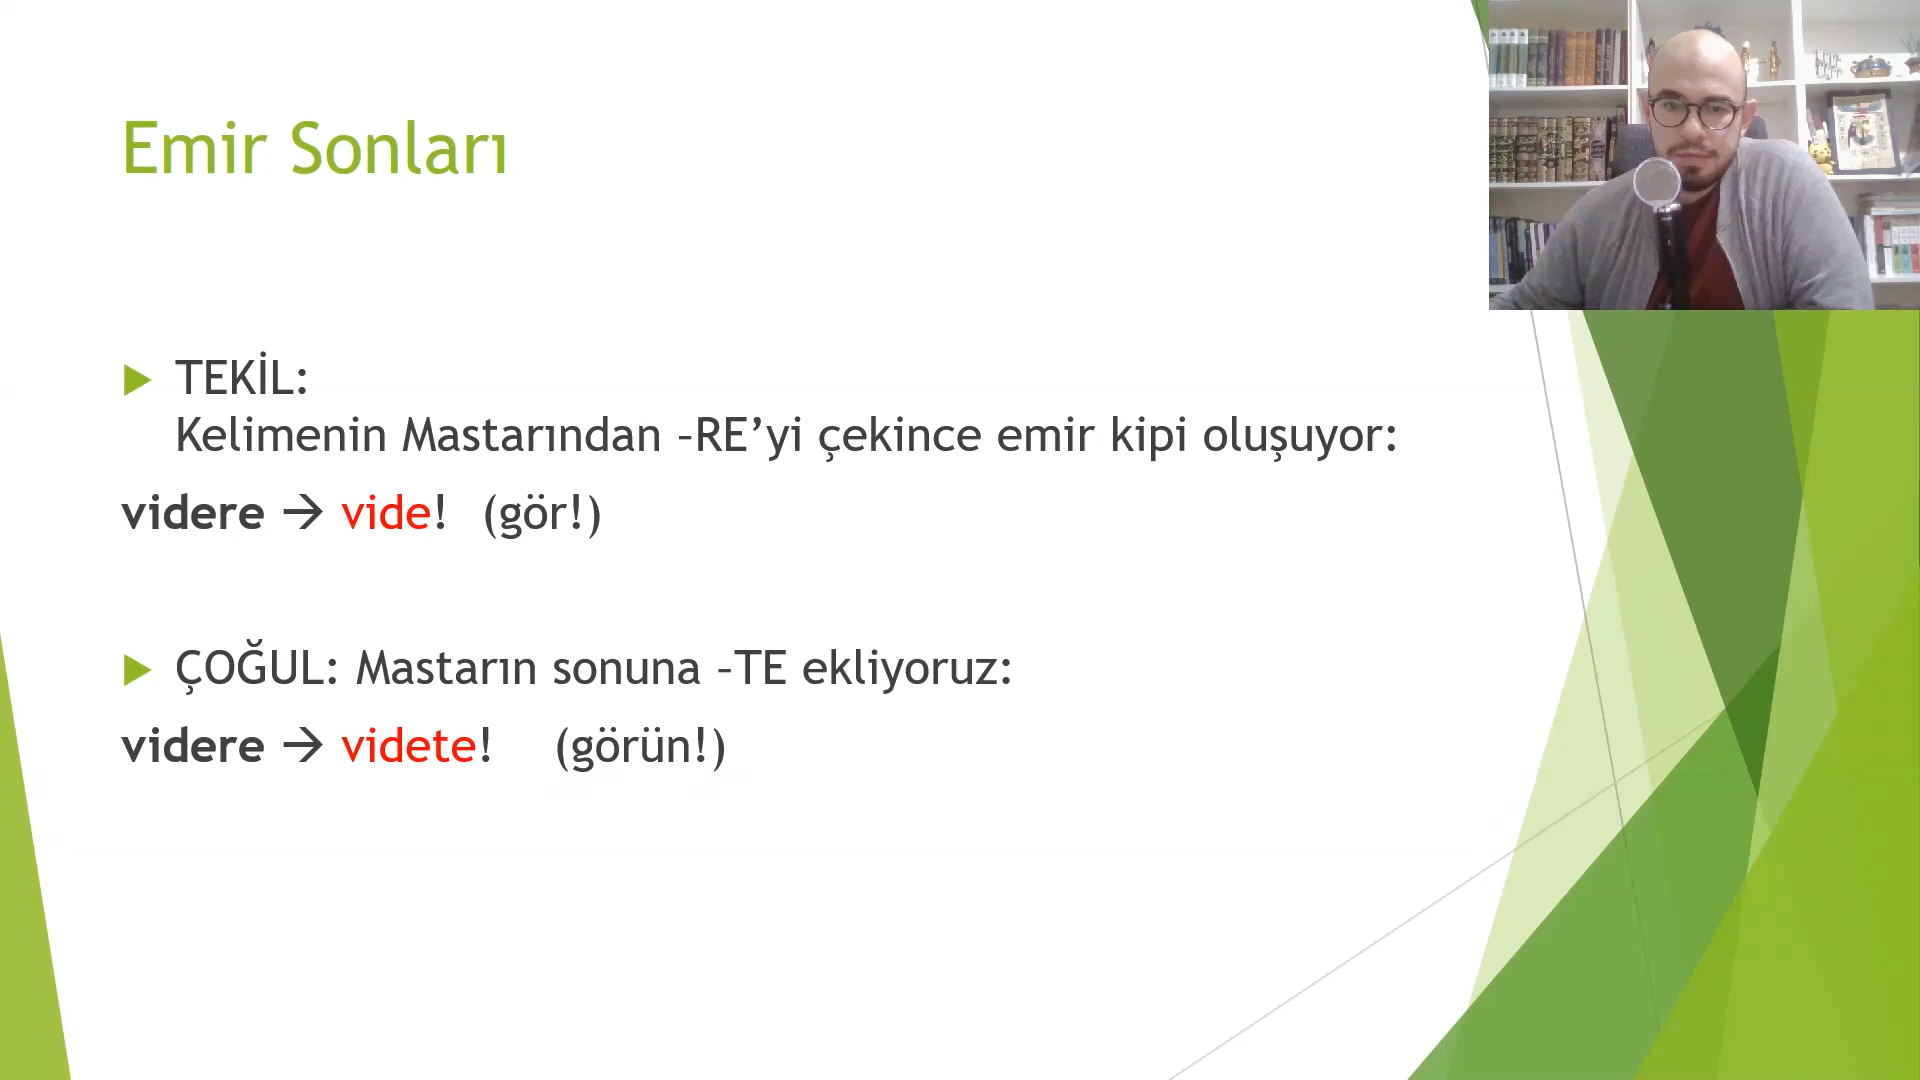 Emir Sonları
TEKİL:
Kelimenin Mastarından –RE’yi çekince emir kipi oluşuyor:
videre → vide! (gör!)
ÇOĞUL: Mastarın sonuna –TE ekliyoruz:
videre → videte! (görün!)